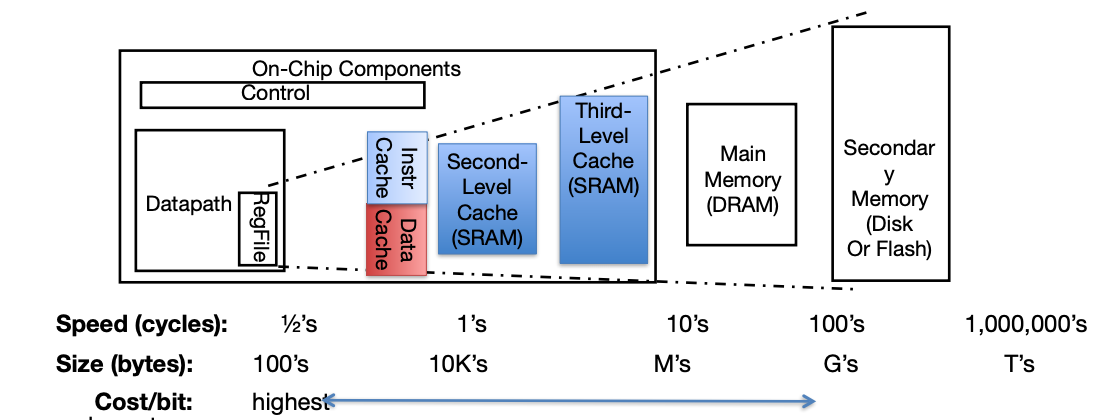 On-Chip Components
Control
Datapath
RegFile
Instr
Cache
Data
Cache
Second-
Level
Cache
(SRAM)
Third-
Level
Cache
(SRAM)
Main
Memory
(DRAM)
Secondar
y
Memory
(Disk
Or Flash)
Speed (cycles): ½’s 1’s 10’s 100’s 1,000,000’s
Size (bytes): 100’s 10K’s M’s G’s T’s
Cost/bit: highest